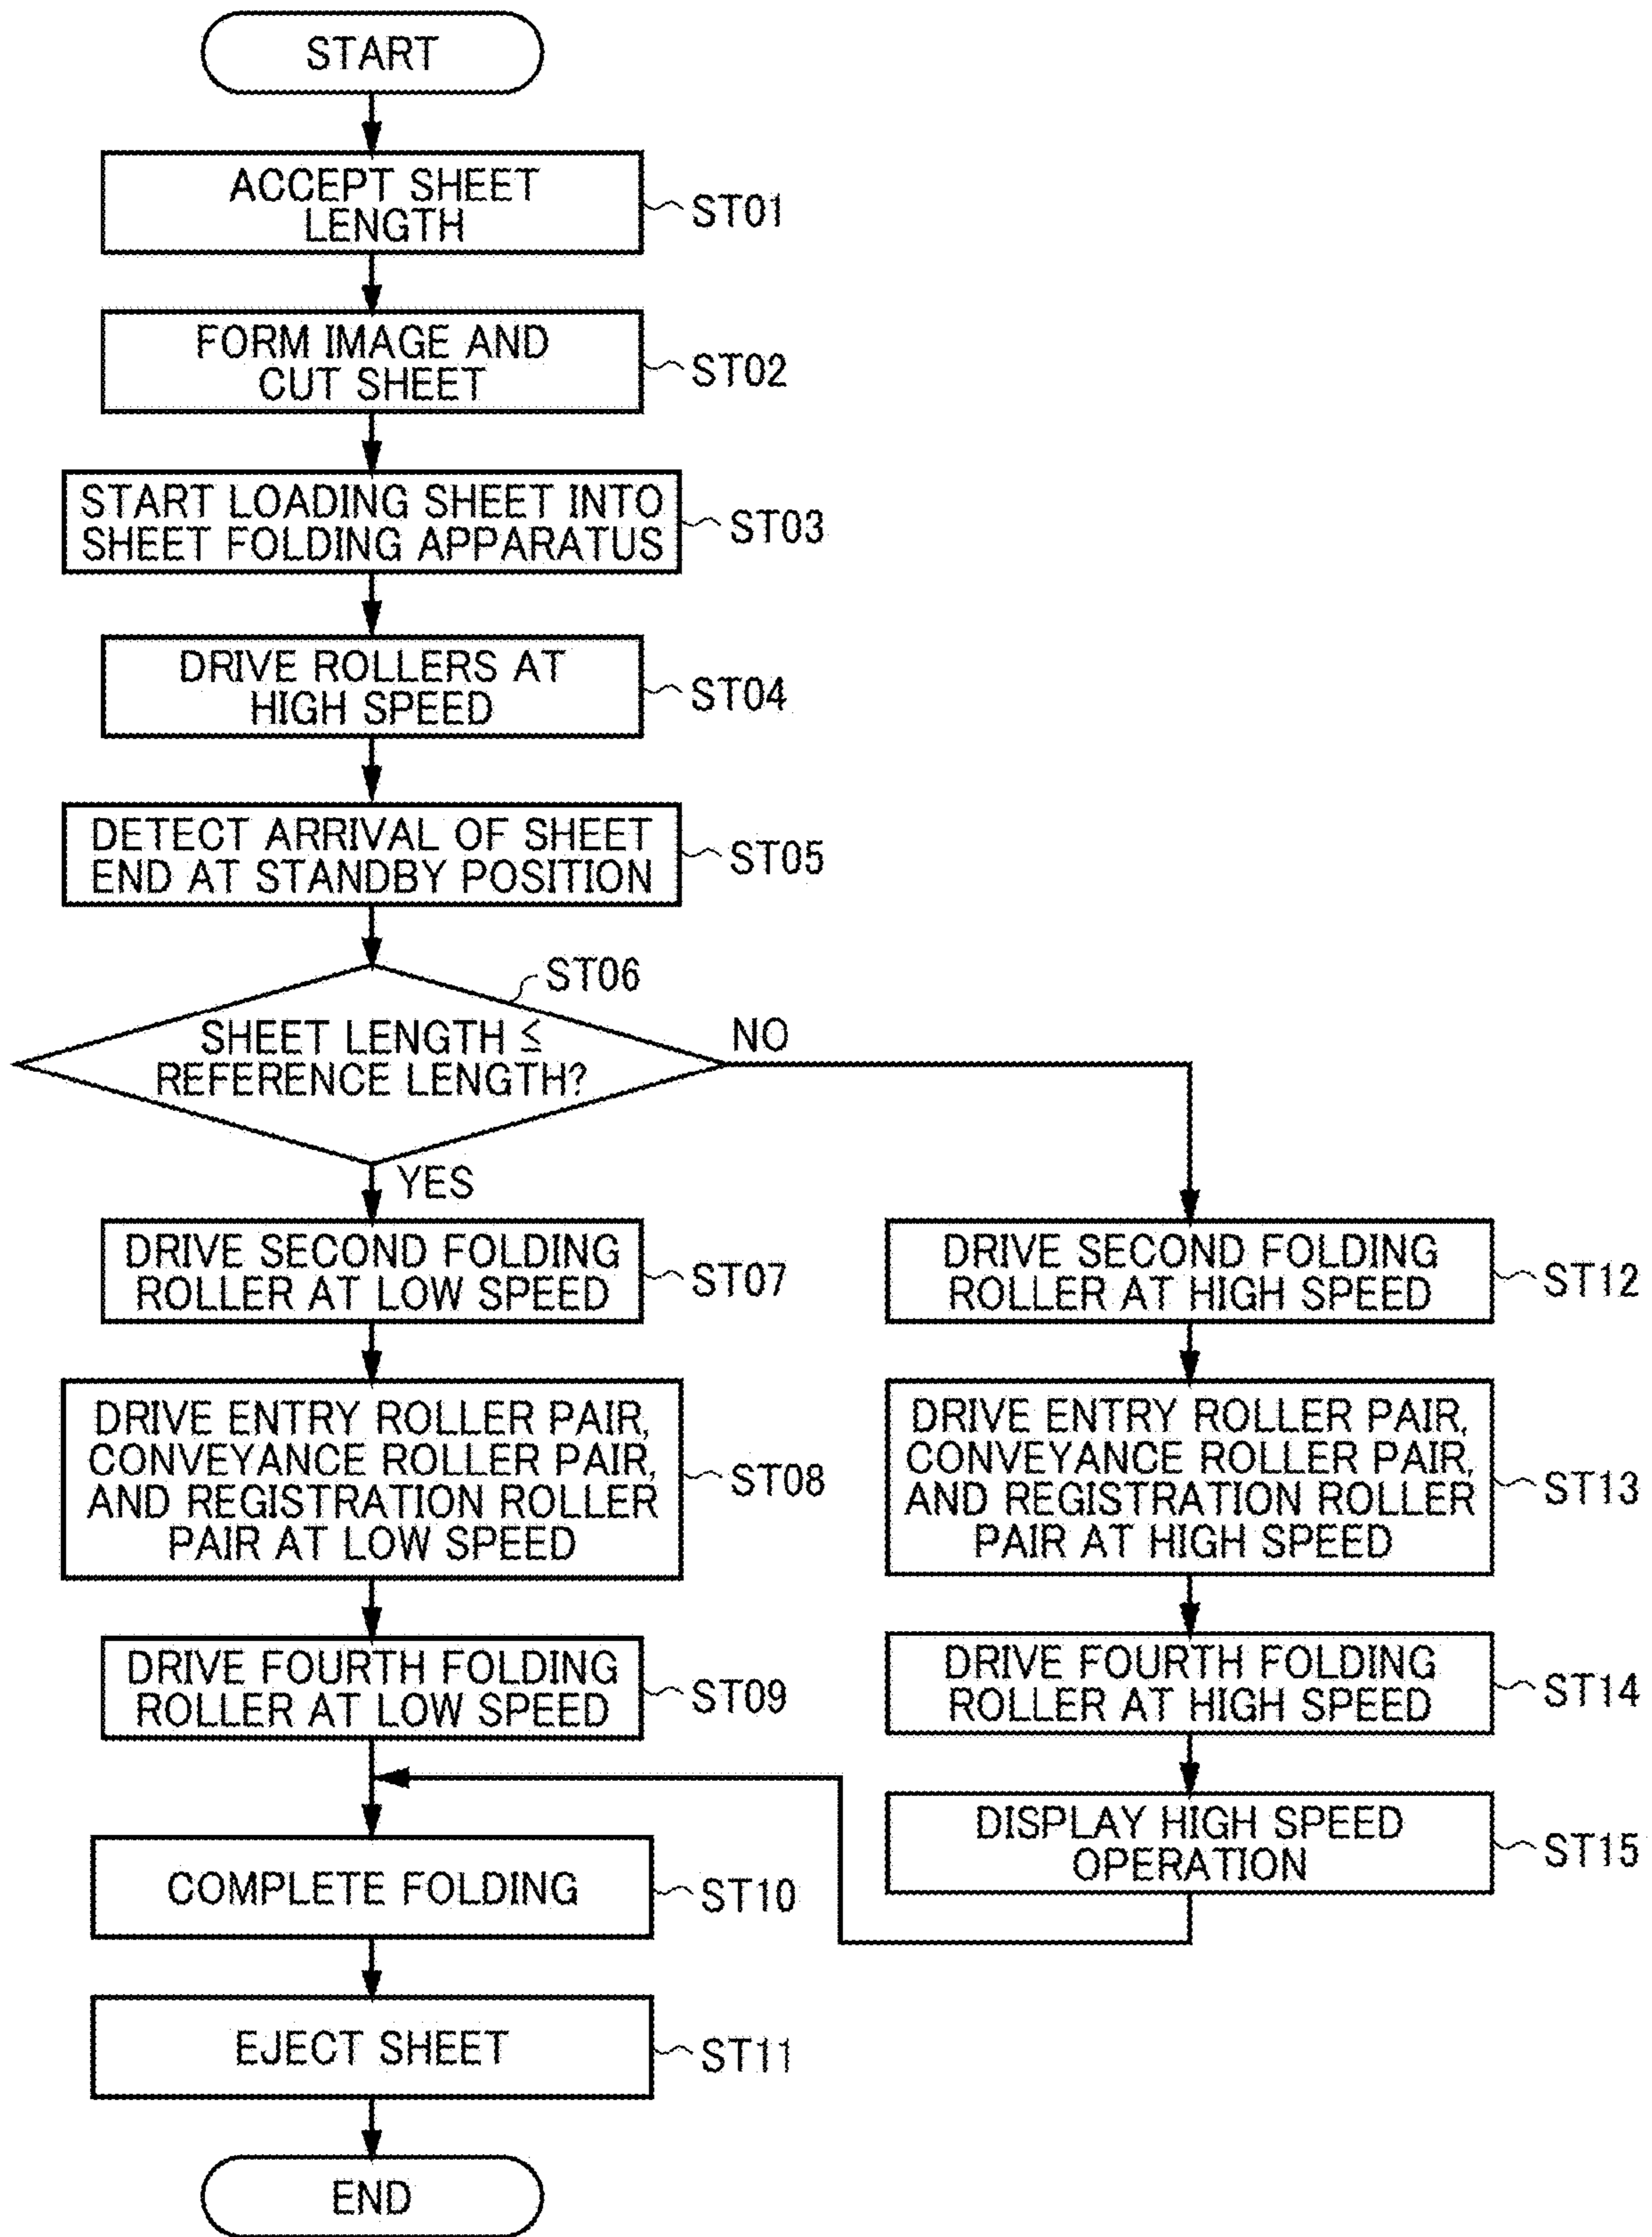 START
ACCEPT SHEET
LENGTH
ST01
FORM IMAGE AND
CUT SHEET
ST02
START LOADING SHEET INTO
SHEET FOLDING APPARATUS
ST03
DRIVE ROLLERS AT
HIGH SPEED
ST04
DETECT ARRIVAL OF SHEET
END AT STANDBY POSITION
ST05
ST06
SHEET LENGTH ≦
REFERENCE LENGTH?
NO
YES
DRIVE SECOND FOLDING
ROLLER AT LOW SPEED
ST07
DRIVE ENTRY ROLLER PAIR,
CONVEYANCE ROLLER PAIR,
AND REGISTRATION ROLLER
PAIR AT LOW SPEED
ST08
DRIVE FOURTH FOLDING
ROLLER AT LOW SPEED
ST09
DRIVE SECOND FOLDING
ROLLER AT HIGH SPEED
ST12
DRIVE ENTRY ROLLER PAIR,
CONVEYANCE ROLLER PAIR,
AND REGISTRATION ROLLER
PAIR AT HIGH SPEED
ST13
DRIVE FOURTH FOLDING
ROLLER AT HIGH SPEED
ST14
DISPLAY HIGH SPEED
OPERATION
ST15
COMPLETE FOLDING
ST10
EJECT SHEET
ST11
END